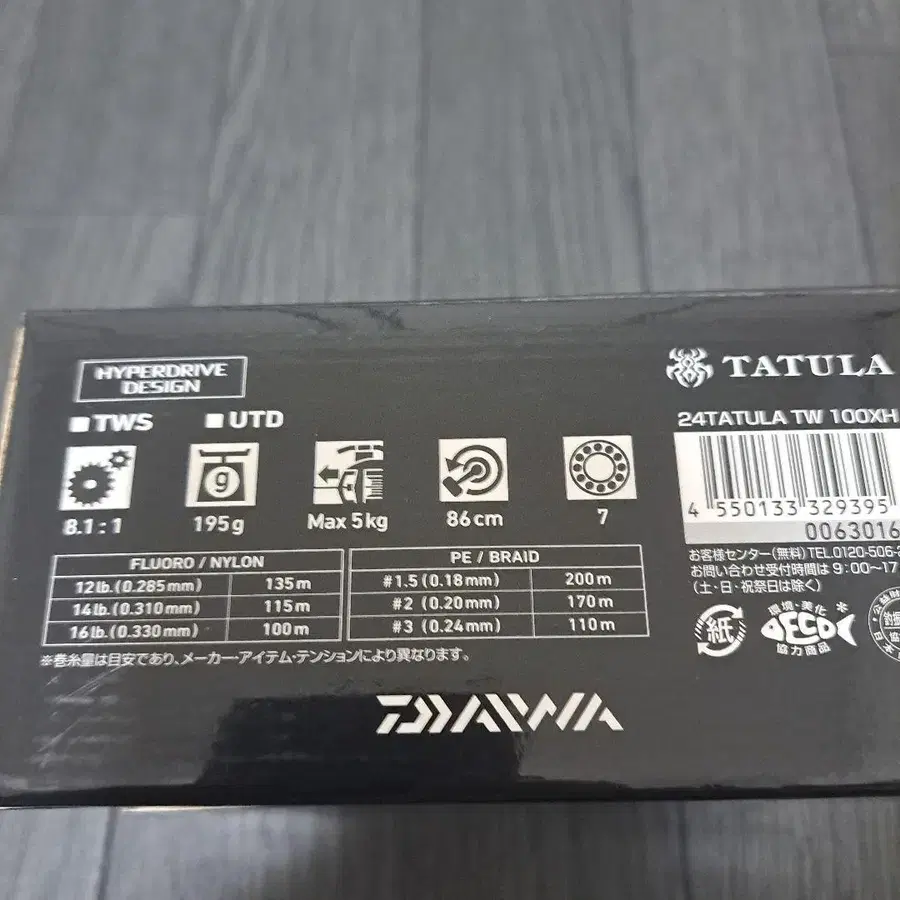 HYPERDRIVE
DESIGN
TWS
UTD
8.1:1
g
195g
Max 5kg
86cm
7
FLUORO / NYLON
12lb.(0.285mm) 135m
14lb.(0.310mm) 115m
16lb.(0.330mm) 100m
PE / BRAID
#1.5 (0.18mm) 200m
#2 (0.20mm) 170m
#3 (0.24mm) 110m
※巻糸量は目安であり、メーカー・アイテム・テンションにより異なります。
DAIWA
TATULA
24TATULA TW 100XH
4 550133 329395
0063016
お客様センター(無料)TEL.0120-506-
お問い合わせ受付時間は 9:00〜17
(土・日・祝祭日は除く)
紙
環境・美化
DECO
協力商品